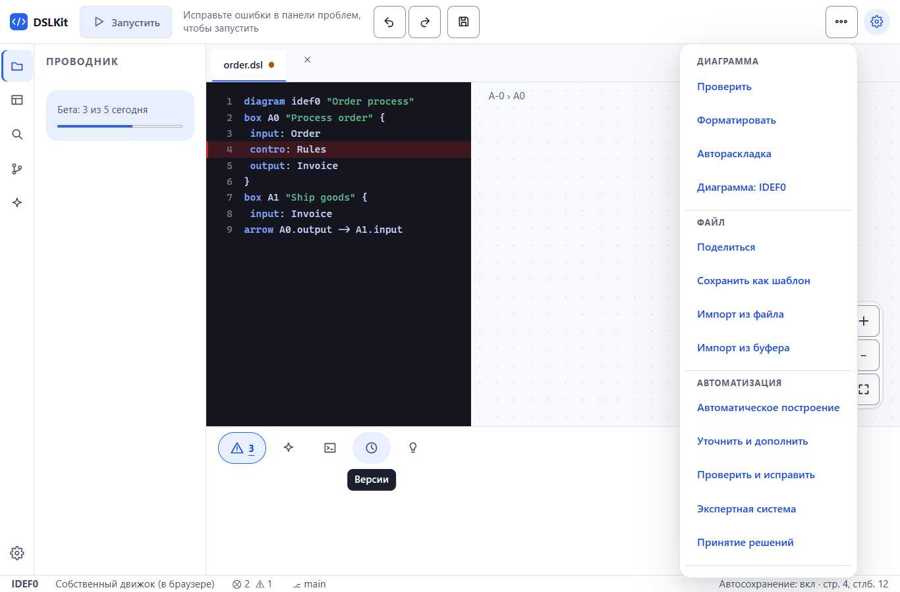 DSLKit
Запустить
Исправьте ошибки в панели проблем,
чтобы запустить
ПРОВОДНИК
Бета: 3 из 5 сегодня
order.dsl
A-0 › A0
1 diagram idef0 "Order process"
2 box A0 "Process order" {
3 input: Order
4 contro: Rules
5 output: Invoice
6 }
7 box A1 "Ship goods" {
8 input: Invoice
9 arrow A0.output → A1.input
ДИАГРАММА
Проверить
Форматировать
Автораскладка
Диаграмма: IDEF0
ФАЙЛ
Поделиться
Сохранить как шаблон
Импорт из файла
Импорт из буфера
АВТОМАТИЗАЦИЯ
Автоматическое построение
Уточнить и дополнить
Проверить и исправить
Экспертная система
Принятие решений
3
Версии
IDEF0 Собственный движок (в браузере) 2 1 main
Автосохранение: вкл · стр. 4, стлб. 12